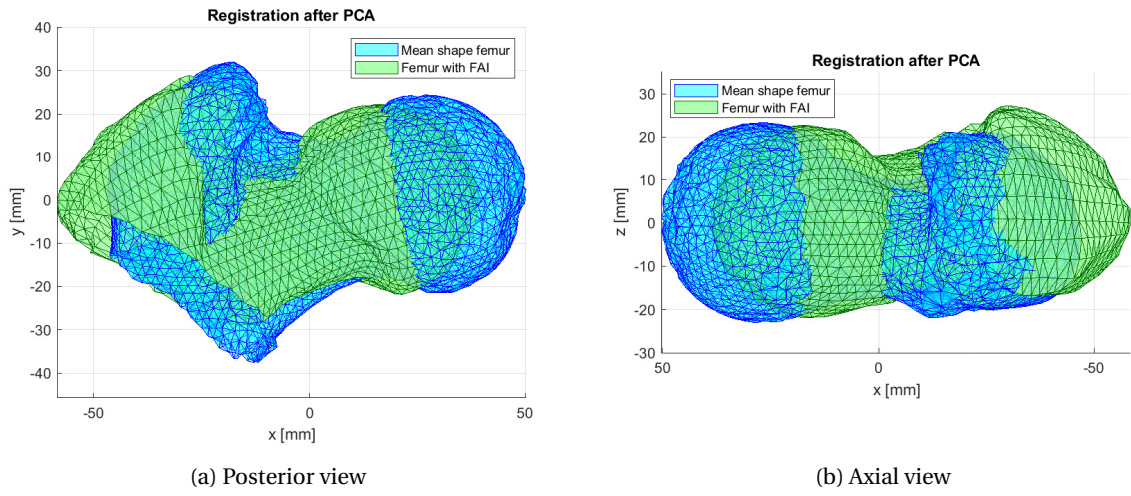 Registration after PCA
Mean shape femur
Femur with FAI
y [mm]
40
30
20
10
0
-10
-20
-30
-40
-50
0
50
x [mm]
(a) Posterior view
Registration after PCA
Mean shape femur
Femur with FAI
z [mm]
30
20
10
0
-10
-20
-30
50
0
-50
x [mm]
(b) Axial view